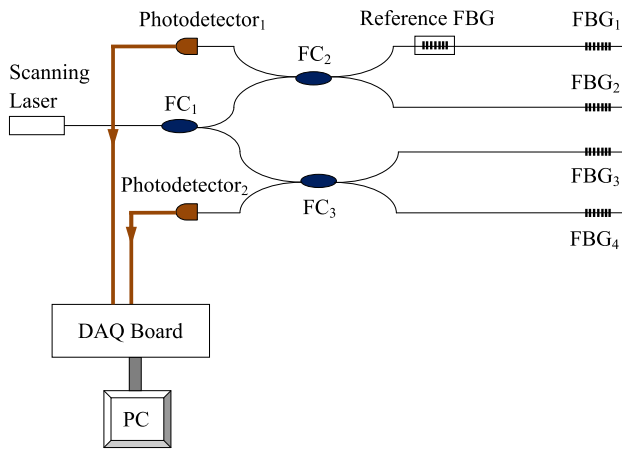 Photodetector₁
Reference FBG
FBG₁
FC₂
Scanning
Laser
FC₁
FBG₂
Photodetector₂
FBG₃
FC₃
FBG₄
DAQ Board
PC